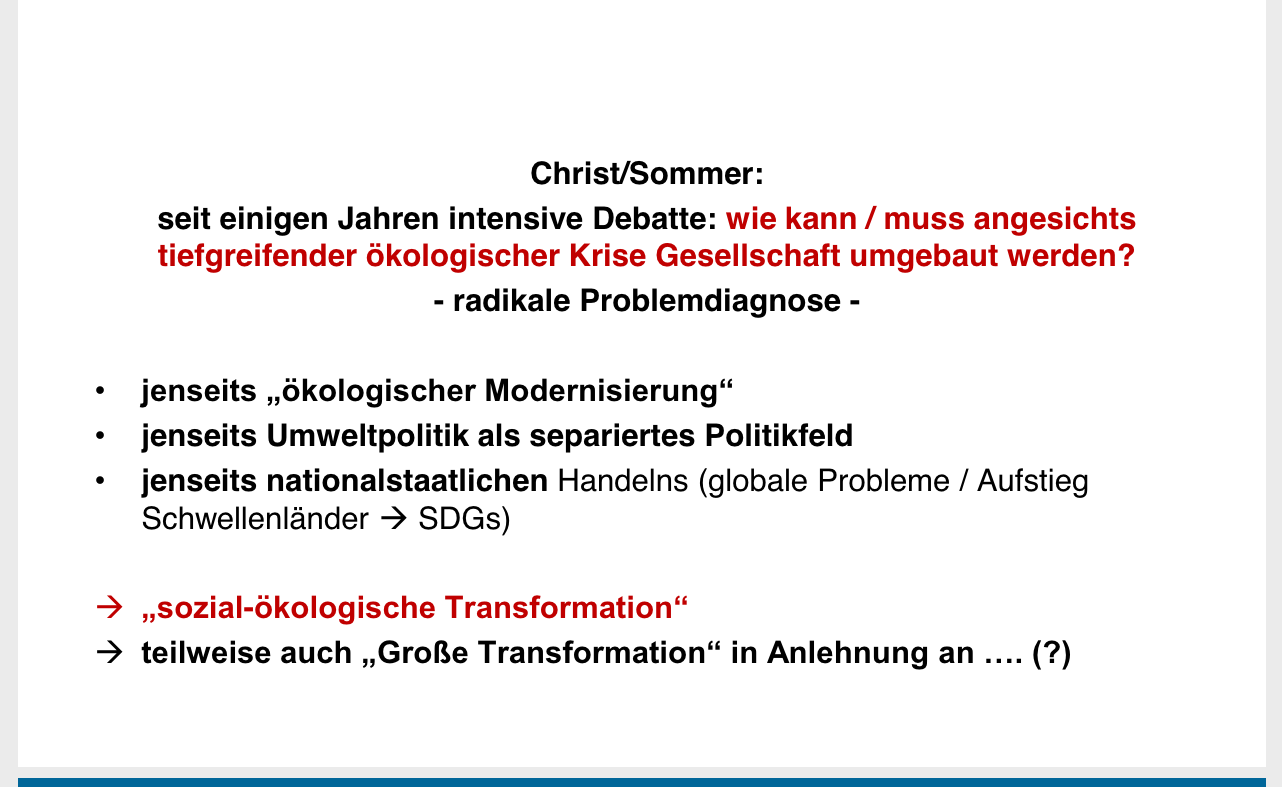 Christ/Sommer:
seit einigen Jahren intensive Debatte: wie kann / muss angesichts
tiefgreifender ökologischer Krise Gesellschaft umgebaut werden?
- radikale Problemdiagnose -
• jenseits „ökologischer Modernisierung“
• jenseits Umweltpolitik als separiertes Politikfeld
• jenseits nationalstaatlichen Handelns (globale Probleme / Aufstieg
Schwellenländer → SDGs)
→ „sozial-ökologische Transformation“
→ teilweise auch „Große Transformation“ in Anlehnung an …. (?)